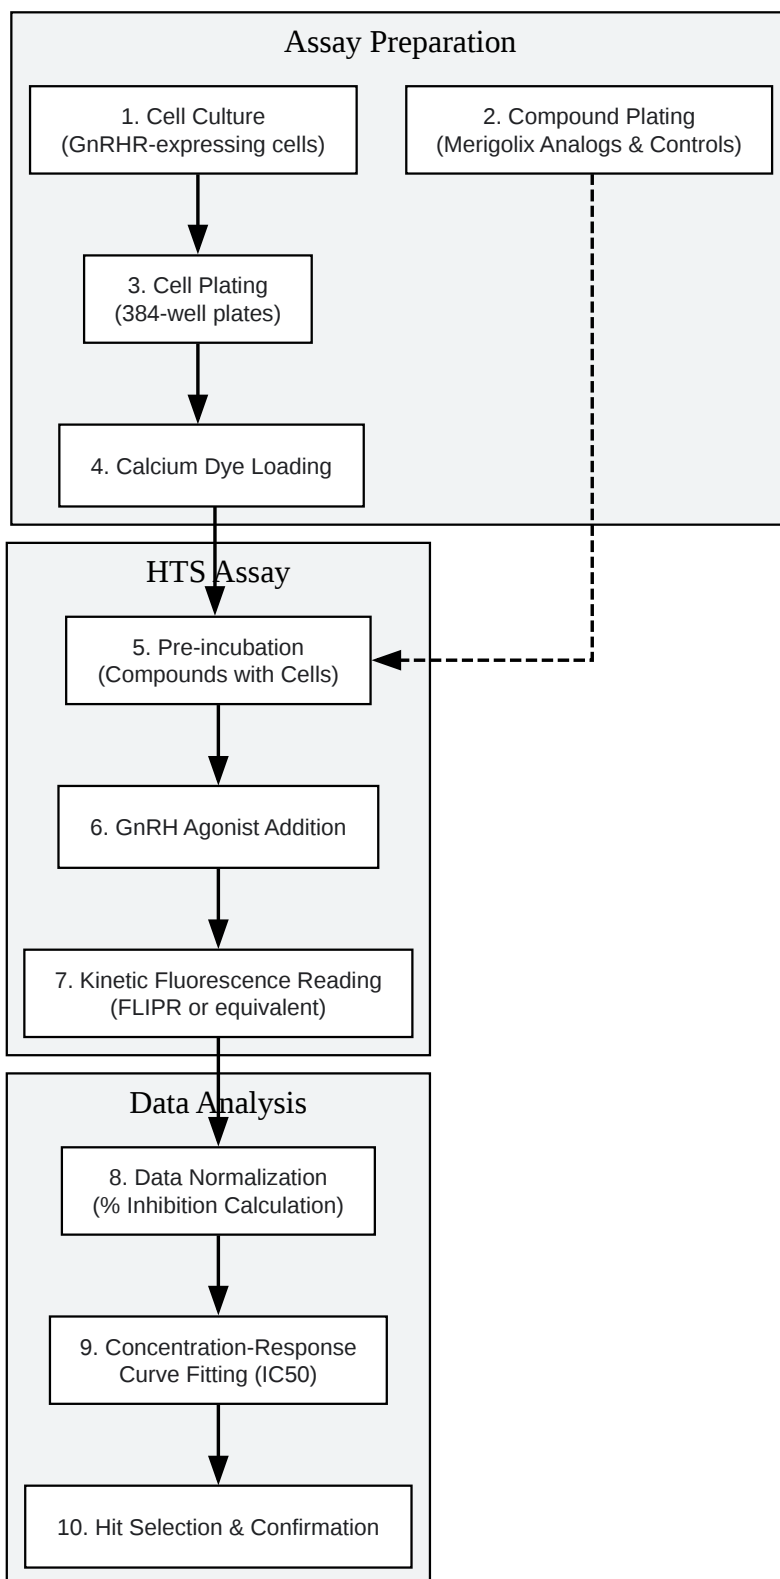 Assay Preparation
1. Cell Culture
(GnRHR-expressing cells)
2. Compound Plating
(Merigolix Analogs & Controls)
3. Cell Plating
(384-well plates)
4. Calcium Dye Loading
HTS Assay
5. Pre-incubation
(Compounds with Cells)
6. GnRH Agonist Addition
7. Kinetic Fluorescence Reading
(FLIPR or equivalent)
Data Analysis
8. Data Normalization
(% Inhibition Calculation)
9. Concentration-Response
Curve Fitting (IC50)
10. Hit Selection & Confirmation